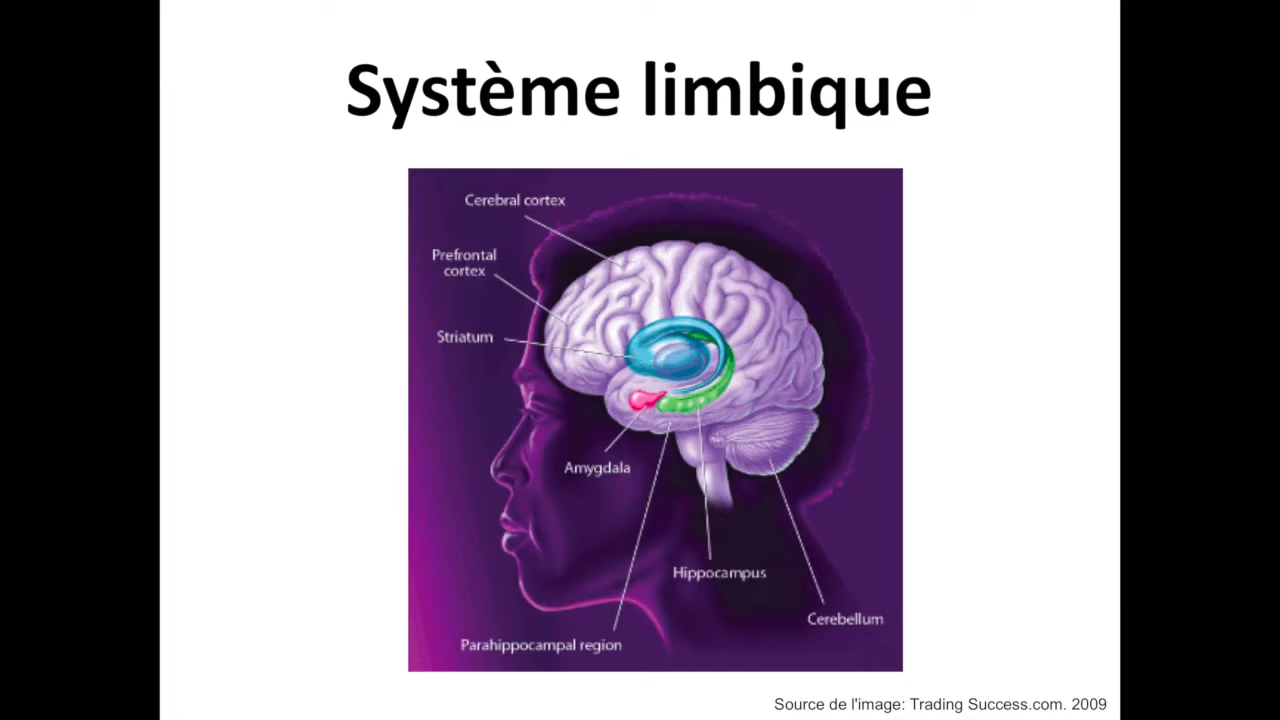 Système limbique
Cerebral cortex
Prefrontal
cortex
Striatum
Amygdala
Hippocampus
Cerebellum
Parahippocampal region
Source de l'image: Trading Success.com. 2009